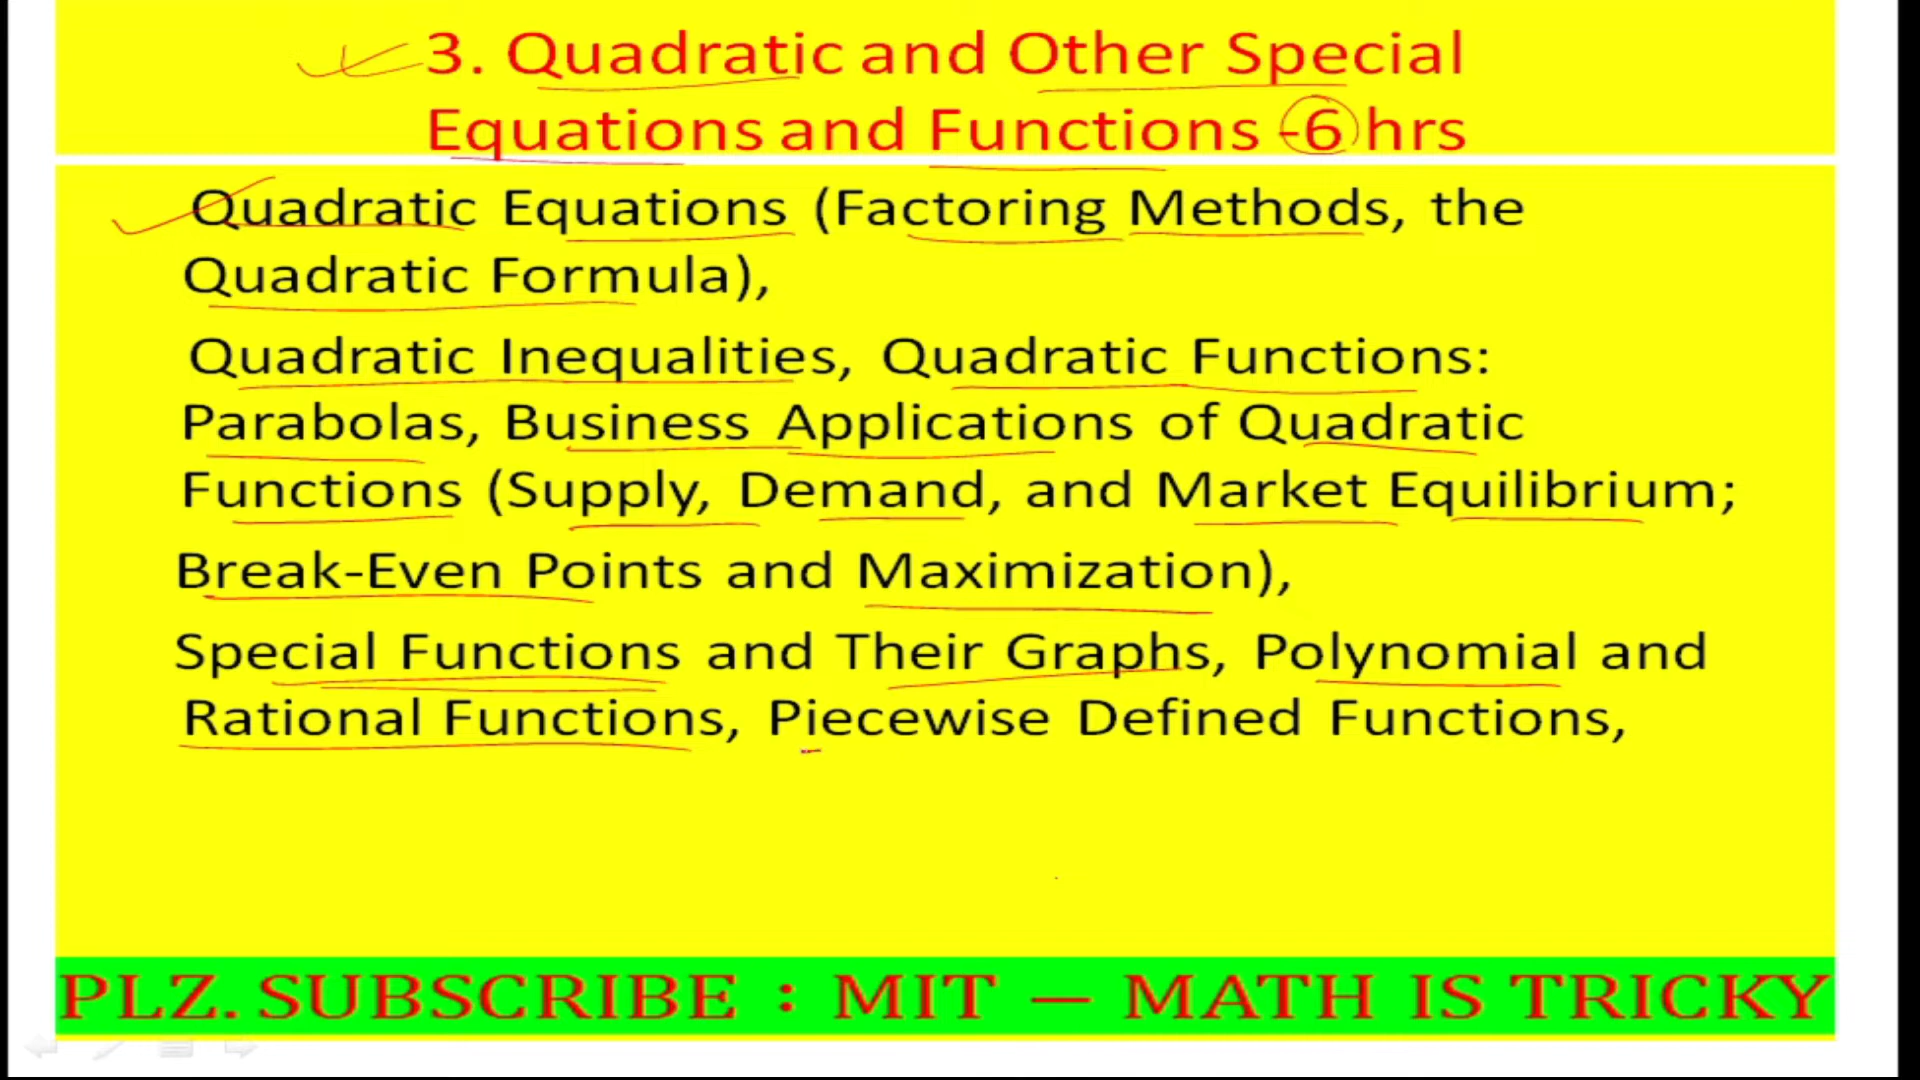 3. Quadratic and Other Special
Equations and Functions -6 hrs
Quadratic Equations (Factoring Methods, the
Quadratic Formula),
Quadratic Inequalities, Quadratic Functions:
Parabolas, Business Applications of Quadratic
Functions (Supply, Demand, and Market Equilibrium;
Break-Even Points and Maximization),
Special Functions and Their Graphs, Polynomial and
Rational Functions, Piecewise Defined Functions,
PLZ. SUBSCRIBE : MIT – MATH IS TRICKY